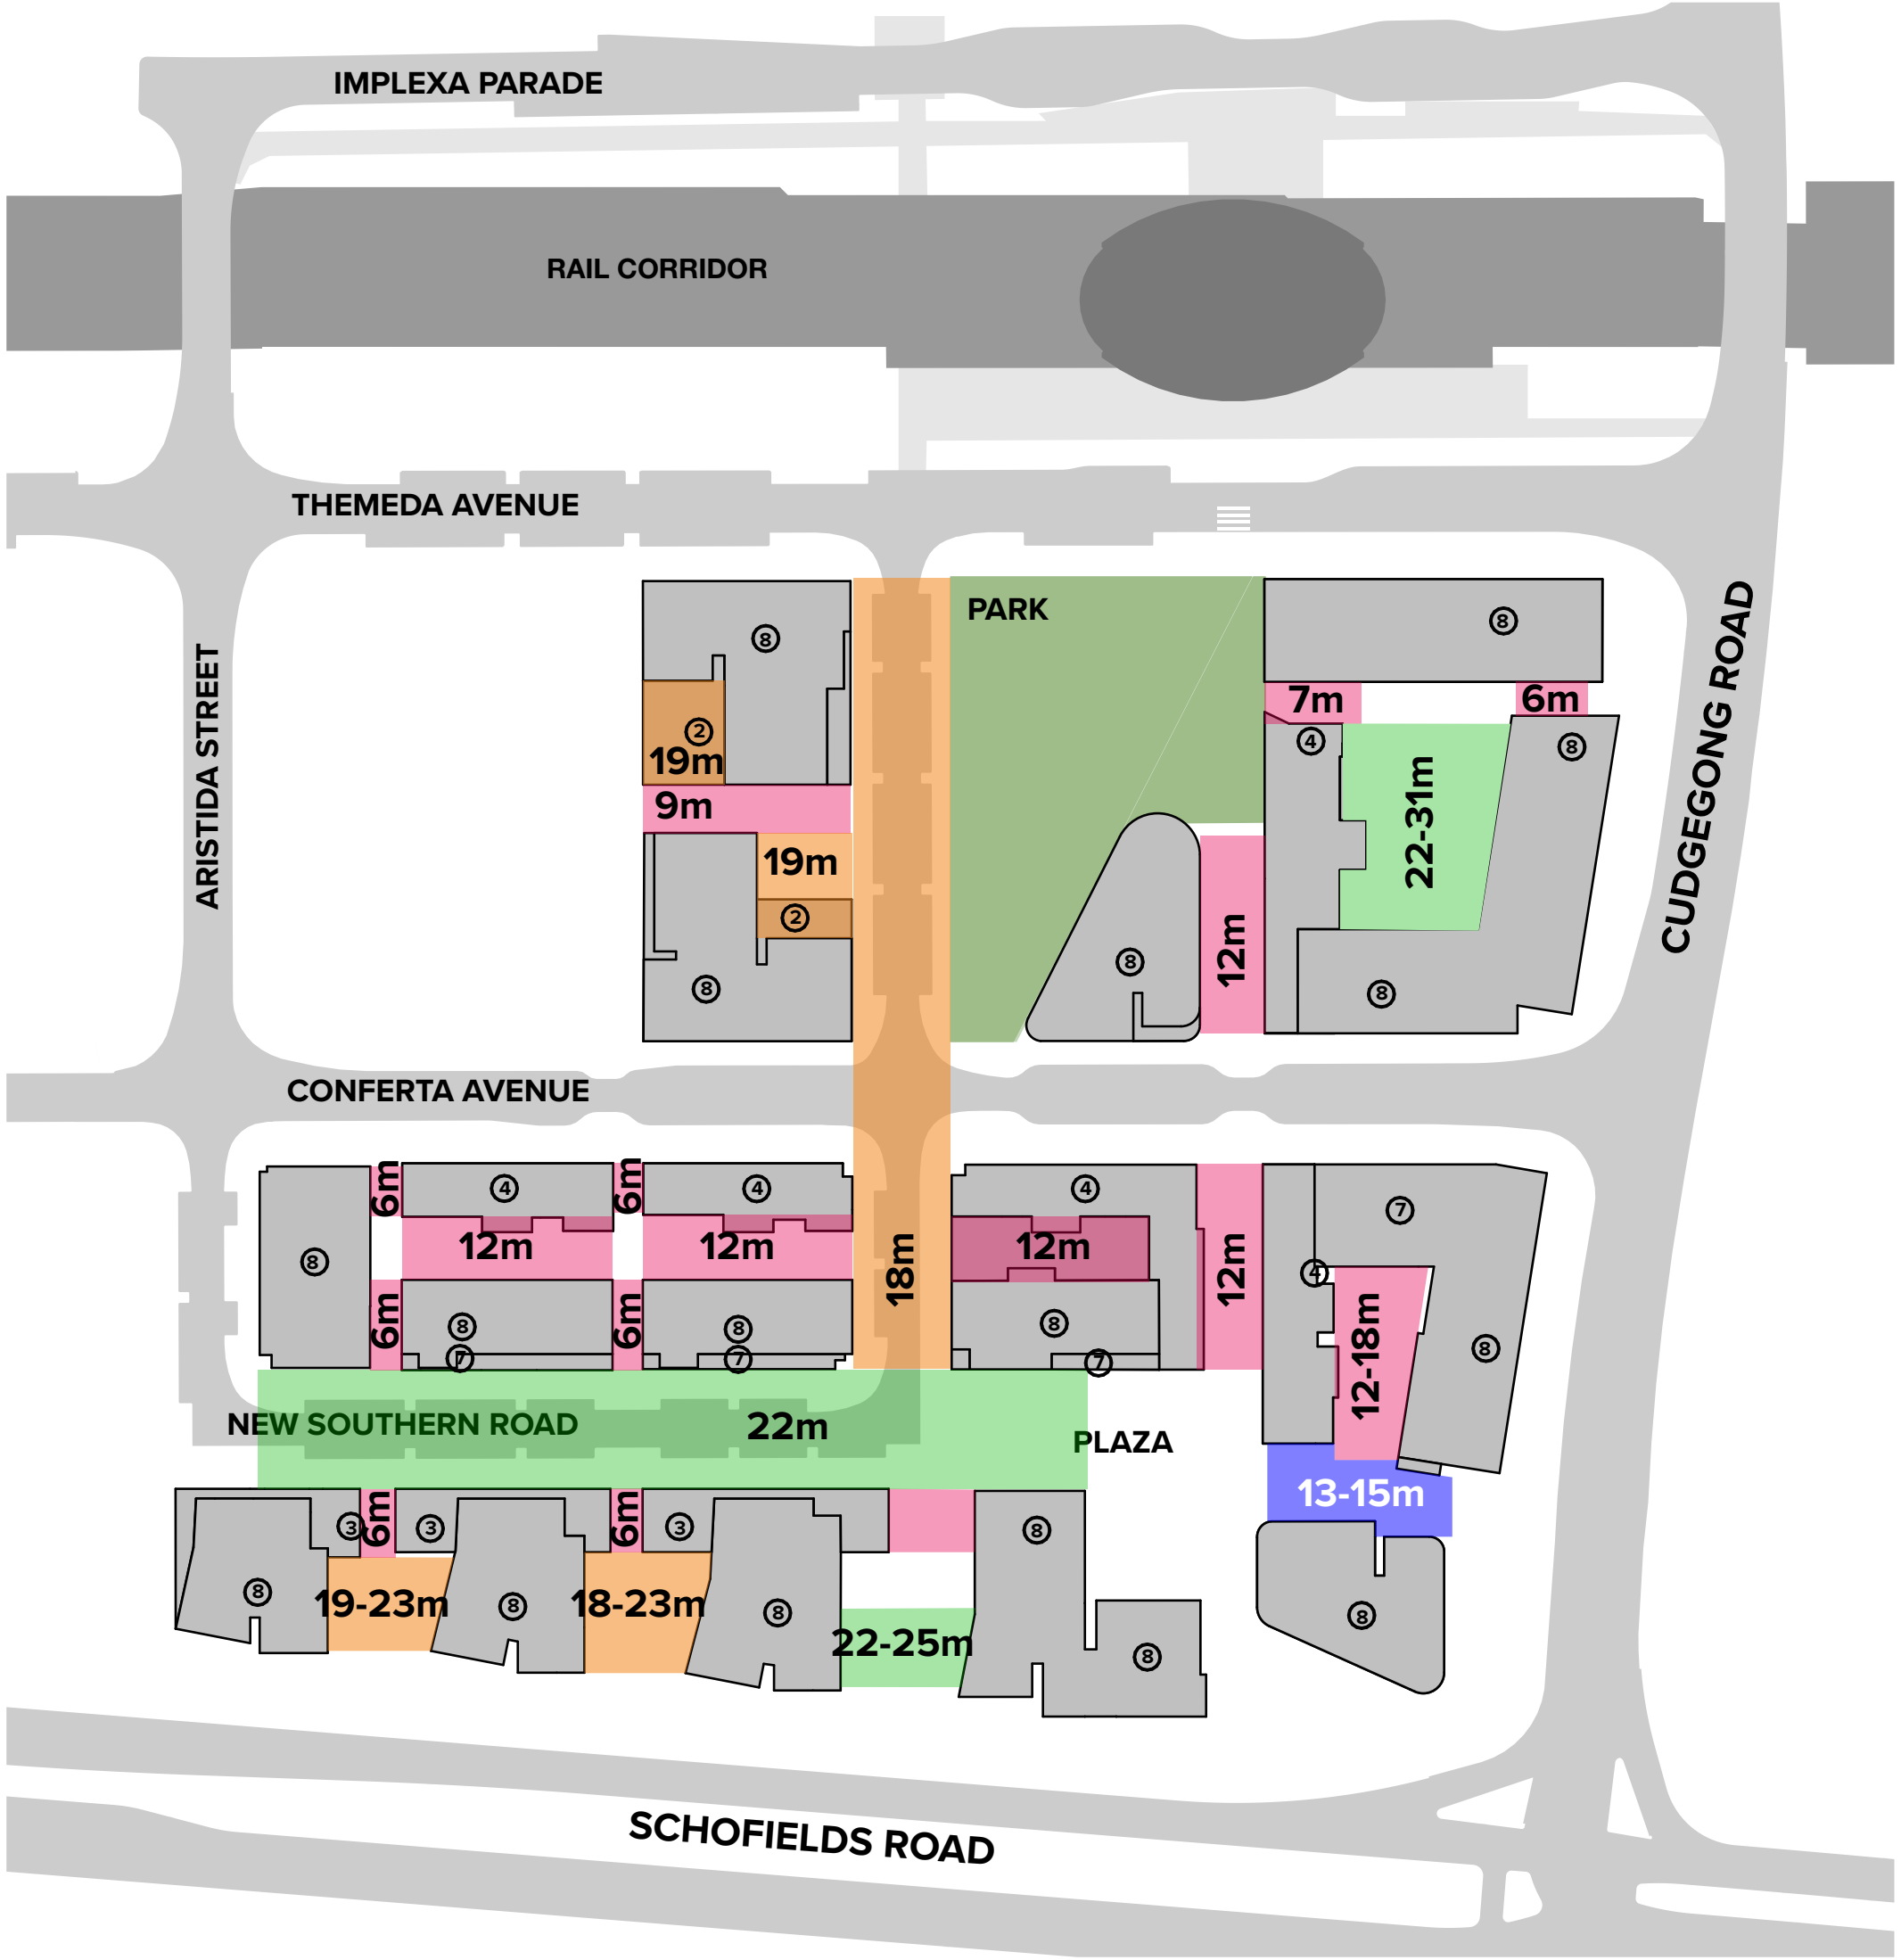 IMPLEXA PARADE
RAIL CORRIDOR
THEMEDA AVENUE
PARK
8
8
ARISTIDA STREET
CUDGEGONG ROAD
7m
6m
2
19m
4
8
9m
22-31m
19m
2
12m
8
8
8
CONFERTA AVENUE
6m
4
6m
4
4
7
12m
12m
12m
18m
12m
8
4
6m
8
7
6m
8
7
8
7
12-18m
8
NEW SOUTHERN ROAD
22m
PLAZA
13-15m
3
6m
3
6m
3
8
8
19-23m
8
18-23m
8
22-25m
8
8
SCHOFIELDS ROAD